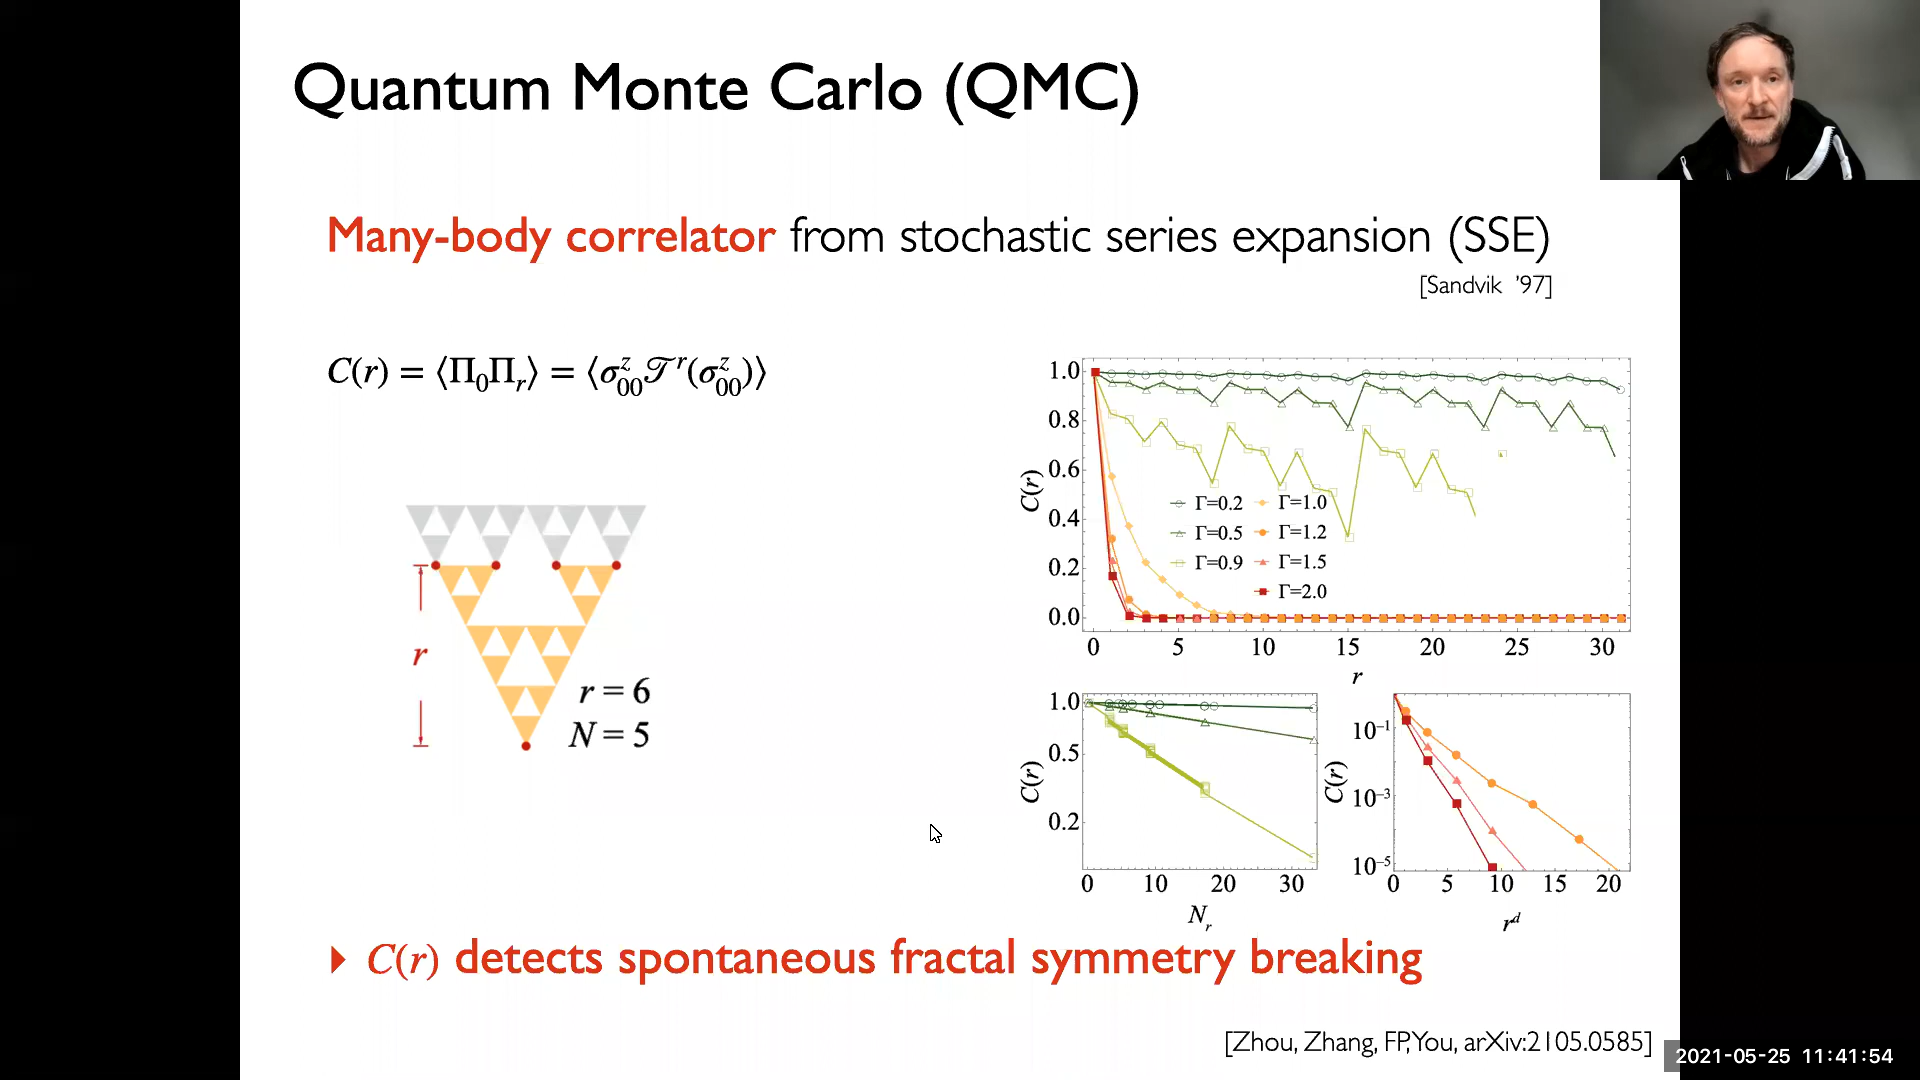 Quantum Monte Carlo (QMC)
Many-body correlator from stochastic series expansion (SSE)
[Sandvik '97]
C(r) = ⟨Π₀Πᵣ⟩ = ⟨σᶻ₀₀𝒯ʳ(σᶻ₀₀)⟩
r
r = 6
N = 5
1.0
0.8
0.6
0.4
0.2
0.0
C(r)
Γ=0.2 Γ=1.0
Γ=0.5 Γ=1.2
Γ=0.9 Γ=1.5
Γ=2.0
0 5 10 15 20 25 30
r
1.0
0.5
0.2
C(r)
0 10 20 30
Nᵣ
10⁻¹
10⁻³
10⁻⁵
C(r)
0 5 10 15 20
rᵈ
C(r) detects spontaneous fractal symmetry breaking
[Zhou, Zhang, FP,You, arXiv:2105.0585]
2021-05-25 11:41:54